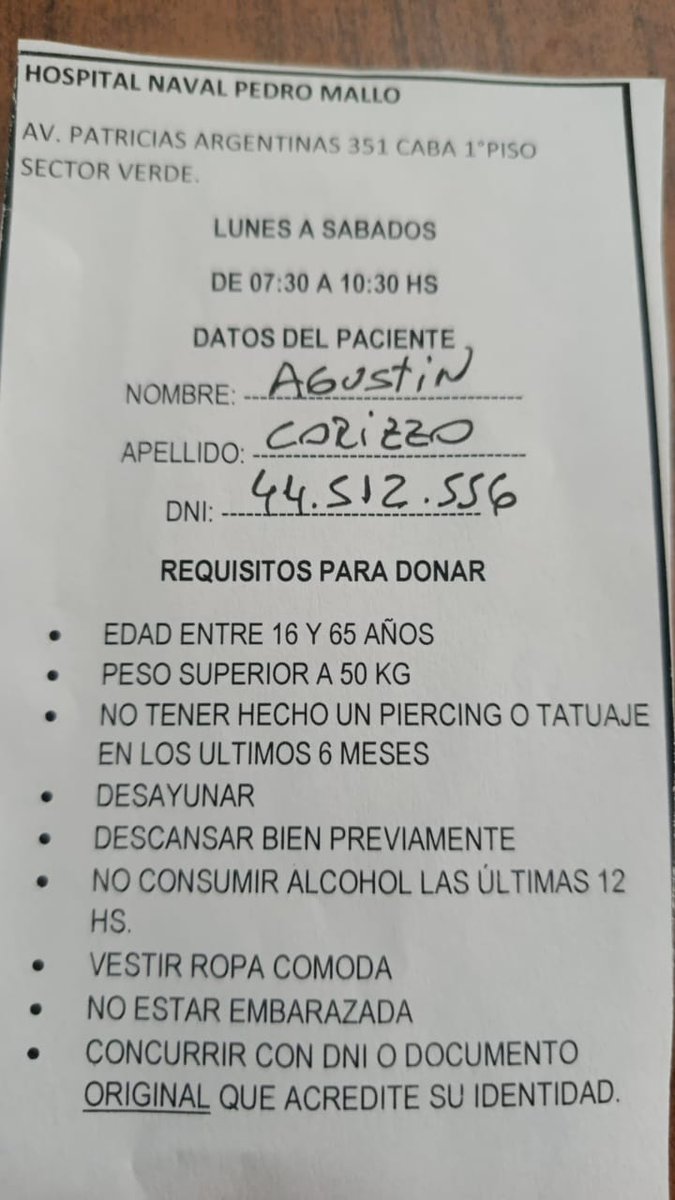 HOSPITAL NAVAL PEDRO MALLO
AV. PATRICIAS ARGENTINAS 351 CABA 1°PISO
SECTOR VERDE.
LUNES A SABADOS
DE 07:30 A 10:30 HS
DATOS DEL PACIENTE
NOMBRE: AGUSTIN
APELLIDO: CORIZZO
DNI: 44.512.556
REQUISITOS PARA DONAR
• EDAD ENTRE 16 Y 65 AÑOS
• PESO SUPERIOR A 50 KG
• NO TENER HECHO UN PIERCING O TATUAJE
EN LOS ULTIMOS 6 MESES
• DESAYUNAR
• DESCANSAR BIEN PREVIAMENTE
• NO CONSUMIR ALCOHOL LAS ÚLTIMAS 12
HS.
• VESTIR ROPA COMODA
• NO ESTAR EMBARAZADA
• CONCURRIR CON DNI O DOCUMENTO
ORIGINAL QUE ACREDITE SU IDENTIDAD.